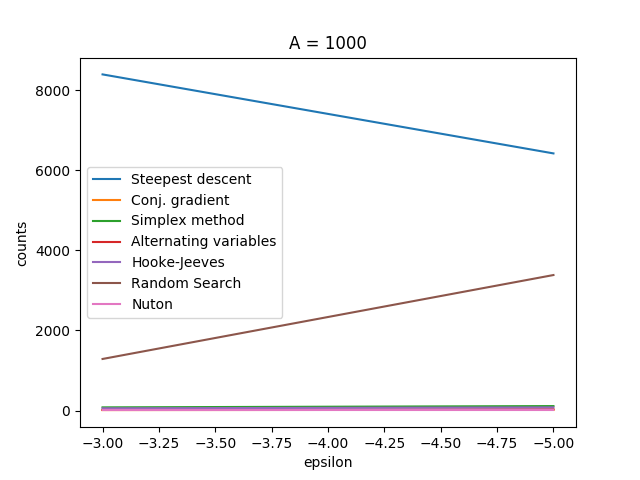 A = 1000
counts
8000
6000
4000
2000
0
Steepest descent
Conj. gradient
Simplex method
Alternating variables
Hooke-Jeeves
Random Search
Nuton
−3.00 −3.25 −3.50 −3.75 −4.00 −4.25 −4.50 −4.75 −5.00
epsilon